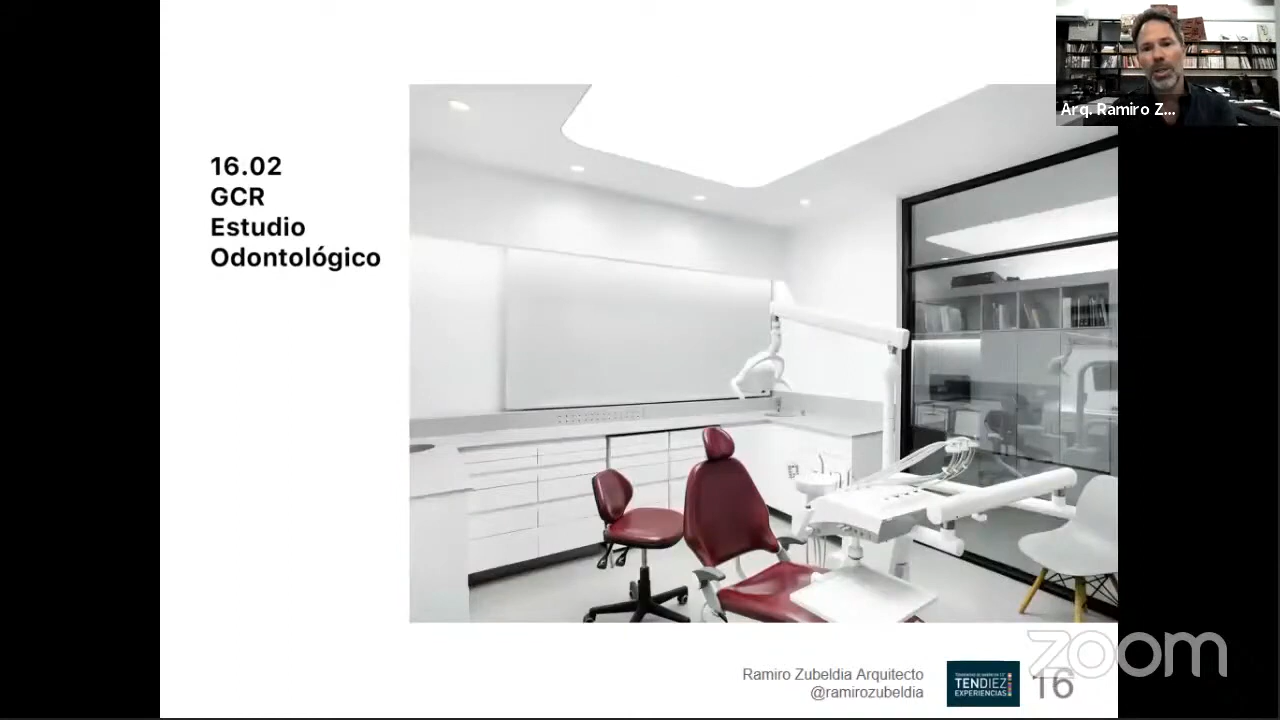 Arq. Ramiro Z...
16.02
GCR
Estudio
Odontológico
Ramiro Zubeldia Arquitecto
@ramirozubeldia
TENDIEZ
EXPERIENCIAS
16
zoom